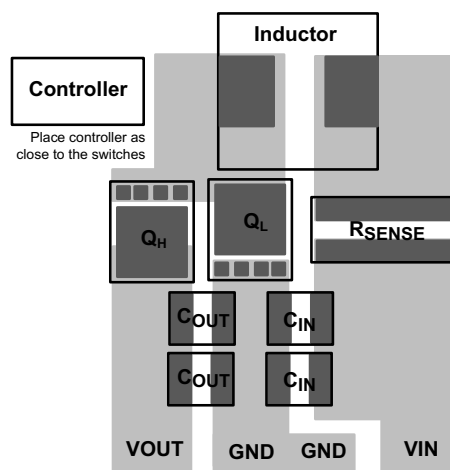 Inductor
Controller
Place controller as
close to the switches
QH
QL
RSENSE
COUT
CIN
COUT
CIN
VOUT
GND
GND
VIN